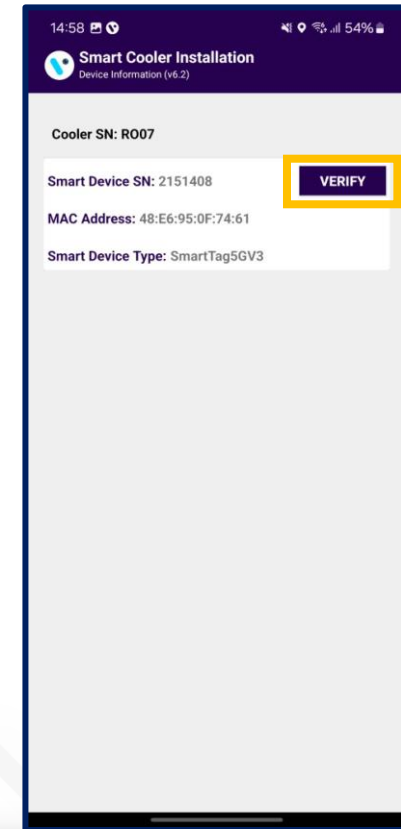 14:58 54%
Smart Cooler Installation
Device Information (v6.2)
Cooler SN: RO07
Smart Device SN: 2151408 VERIFY
MAC Address: 48:E6:95:0F:74:61
Smart Device Type: SmartTag5GV3